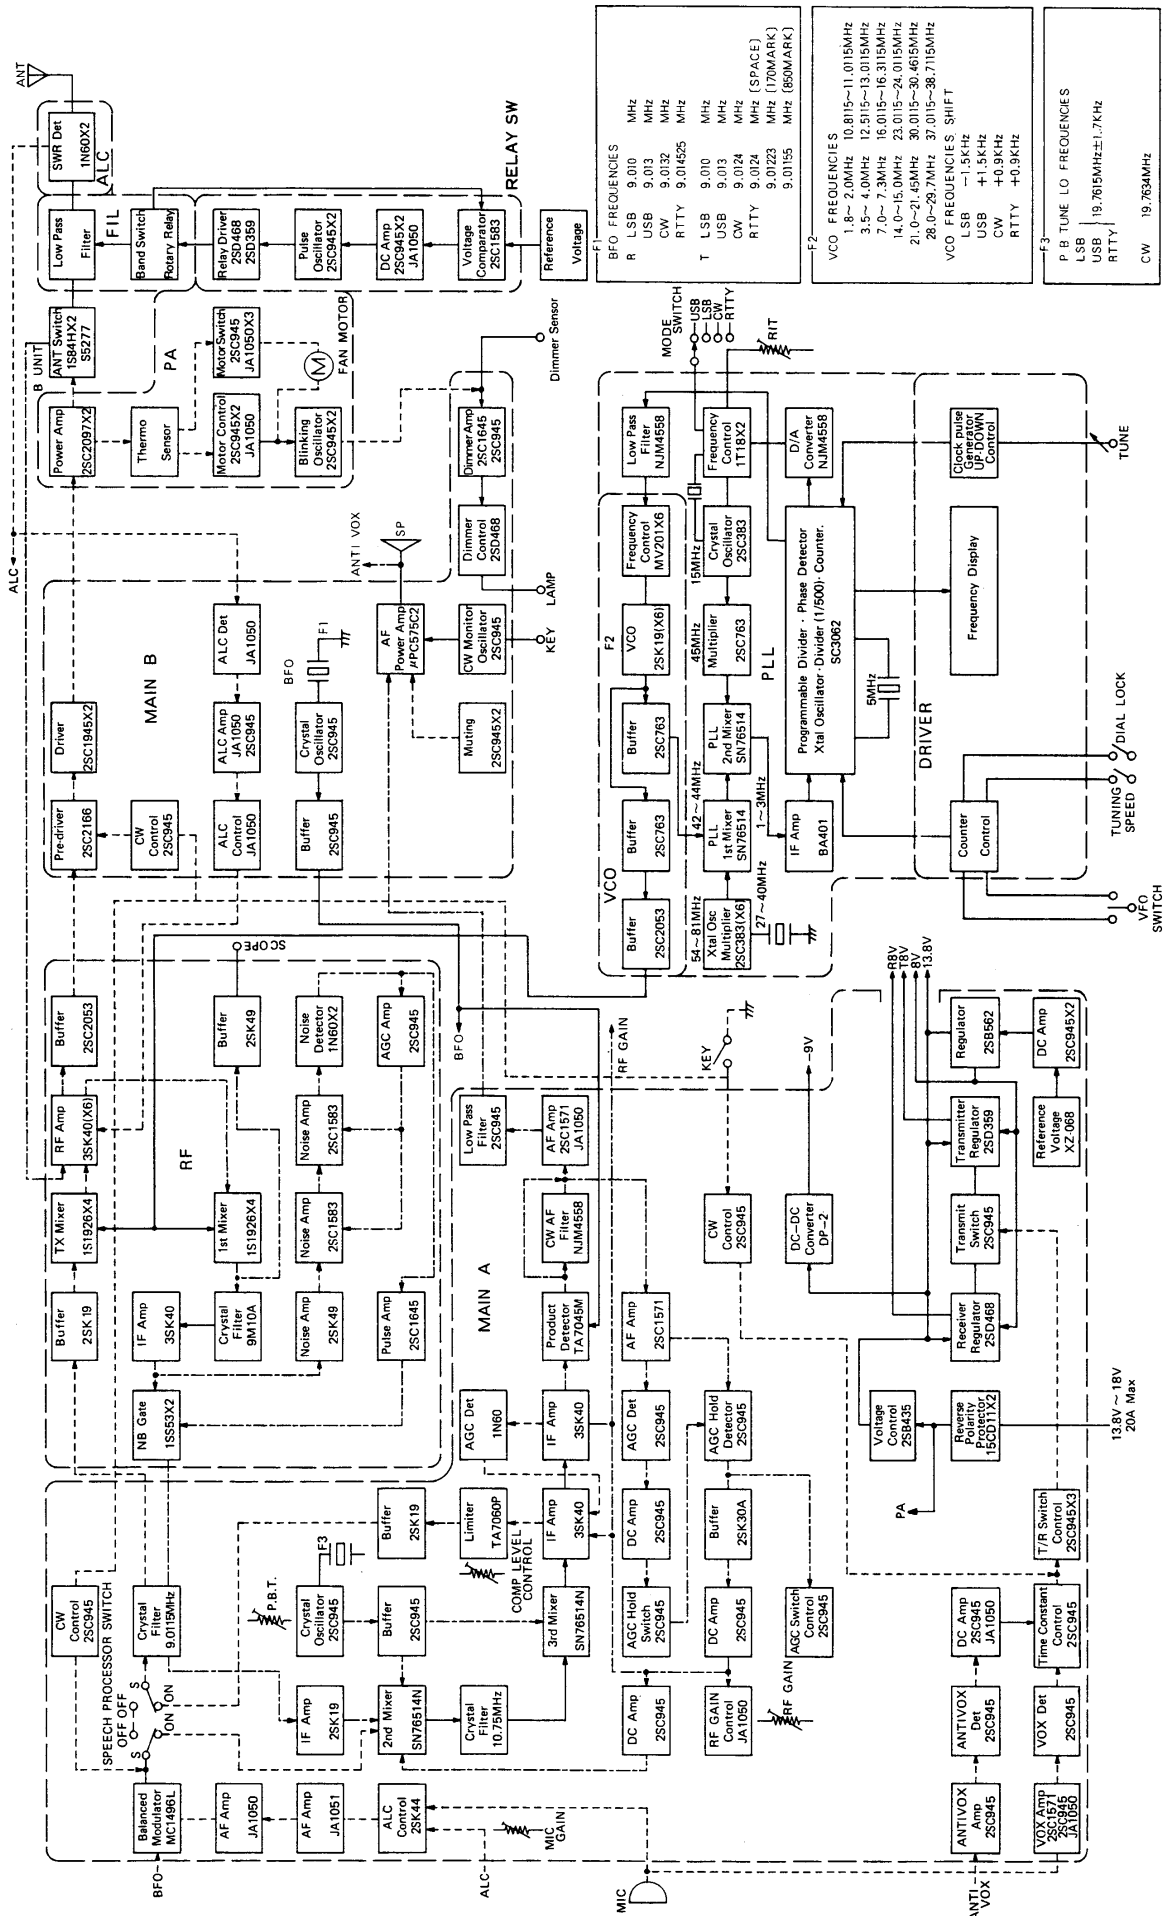 ANT
SWR Det
1N60X2
ALC
ALC
Low Pass
Filter
FIL
Band Switch
Rotary Relay
Relay Driver
2SD468
2SD359
Pulse
Oscillator
2SC945X2
DC Amp
2SC945X2
JA1050
Voltage
Comparator
2SC1583
RELAY SW
Reference
Voltage
ANT Switch
1S84HX2
S5277
B UNIT
PA
Motor Switch
2SC945
JA1050X3
FAN MOTOR
M
Power Amp
2SC2097X2
Thermo
Sensor
Motor Control
2SC945X2
JA1050
Blinking
Oscillator
2SC945X2
Dimmer Amp
2SC1645
2SC945
Dimmer Sensor
Dimmer
Control
2SD468
LAMP
ANTI VOX
SP
AF
Power Amp
μPC575C2
CW Monitor
Oscillator
2SC945
KEY
Muting
2SC945X2
MAIN B
Driver
2SC1945X2
Pre-driver
2SC2166
CW
Control
2SC945
ALC Det
JA1050
ALC Amp
JA1050
2SC945
ALC
Control
JA1050
BFO
F1
Crystal
Oscillator
2SC945
Buffer
2SC945
F1
BFO FREQUENCIES
R LSB 9.010 MHz
USB 9.013 MHz
CW 9.0132 MHz
RTTY 9.014525 MHz
T LSB 9.010 MHz
USB 9.013 MHz
CW 9.0124 MHz
RTTY 9.0124 MHz [SPACE]
9.01223 MHz [170MARK]
9.01155 MHz [850MARK]
F2
VCO FREQUENCIES
1.8~ 2.0MHz 10.8115~11.0115MHz
3.5~ 4.0MHz 12.5115~13.0115MHz
7.0~ 7.3MHz 16.0115~16.3115MHz
14.0~15.0MHz 23.0115~24.0115MHz
21.0~21.45MHz 30.0115~30.4615MHz
28.0~29.7MHz 37.0115~38.7115MHz
VCO FREQUENCIES SHIFT
LSB −1.5KHz
USB +1.5KHz
CW +0.9KHz
RTTY +0.9KHz
F3
P B TUNE LO FREQUENCIES
LSB
USB 19.7615MHz±1.7KHz
RTTY
CW 19.7634MHz
MODE
SWITCH
USB
LSB
CW
RTTY
RIT
Low Pass
Filter
NJM4558
Frequency
Control
1T18X2
D/A
Converter
NJM4558
Frequency
Control
MV201X6
15MHz
Crystal
Oscillator
2SC383
45MHz
Multiplier
2SC763
PLL
F2
VCO
2SK19(X6)
Buffer
2SC763
Buffer
2SC763
Buffer
2SC2053
VCO
PLL
2nd Mixer
SN76514
42~44MHz
PLL
1st Mixer
SN76514
1~3MHz
54~81MHz
Xtal Osc
Multiplier
2SC383(X6)
27~40MHz
IF Amp
BA401
Programmable Divider · Phase Detector
Xtal Oscillator · Divider (1/500) · Counter.
SC3062
5MHz
Clock pulse
Generator
UP-DOWN
Control
TUNE
Frequency Display
DRIVER
Counter
Control
DIAL LOCK
TUNING
SPEED
VFO
SWITCH
RF
SCOPE
Buffer
2SC2053
RF Amp
3SK40(X6)
TX Mixer
1S1926X4
Buffer
2SK19
Buffer
2SK49
1st Mixer
1S1926X4
Crystal
Filter
9M10A
IF Amp
3SK40
NB Gate
1SS53X2
Noise
Detector
1N60X2
Noise Amp
2SC1583
Noise Amp
2SC1583
Noise Amp
2SK49
AGC Amp
2SC945
Pulse Amp
2SC1645
BFO
RF GAIN
KEY
MAIN A
Low Pass
Filter
2SC945
AF Amp
2SC1571
JA1050
CW AF
Filter
NJM4558
Product
Detector
TA7045M
IF Amp
3SK40
AGC Det
1N60
IF Amp
3SK40
Limiter
TA7060P
COMP LEVEL
CONTROL
Buffer
2SK19
AF Amp
2SC1571
AGC Det
2SC945
DC Amp
2SC945
AGC Hold
Switch
2SC945
DC Amp
2SC945
AGC Hold
Detector
2SC945
Buffer
2SK30A
DC Amp
2SC945
RF GAIN
Control
JA1050
AGC Switch
Control
2SC945
RF GAIN
CW
Control
2SC945
DC-DC
Converter
DP-2
−9V
R8V
T8V
8V
13.8V
Regulator
2SB562
DC Amp
2SC945X2
Transmitter
Regulator
2SD359
Reference
Voltage
XZ-068
Transmit
Switch
2SC945
Receiver
Regulator
2SD468
Voltage
Control
2SB435
Reverse
Polarity
Protector
15CD11X2
13.8V~18V
20A Max
PA
T/R Switch
Control
2SC945X3
Time Constant
Control
2SC945
DC Amp
2SC945
JA1050
ANTIVOX
Det
2SC945
VOX Det
2SC945
ANTIVOX
Amp
2SC945
VOX Amp
2SC1571
2SC945
JA1050
ANTI-
VOX
MIC
CW
Control
2SC945
Crystal
Filter
9.0115MHz
SPEECH PROCESSOR SWITCH
OFF
OFF
S
S
ON
ON
P.B.T.
F3
Crystal
Oscillator
2SC945
Buffer
2SC945
3rd Mixer
SN76514N
IF Amp
2SK19
2nd Mixer
SN76514N
Crystal
Filter
10.75MHz
Balanced
Modulator
MC1496L
BFO
AF Amp
JA1050
AF Amp
JA1051
ALC
Control
2SK44
MIC
GAIN
ALC